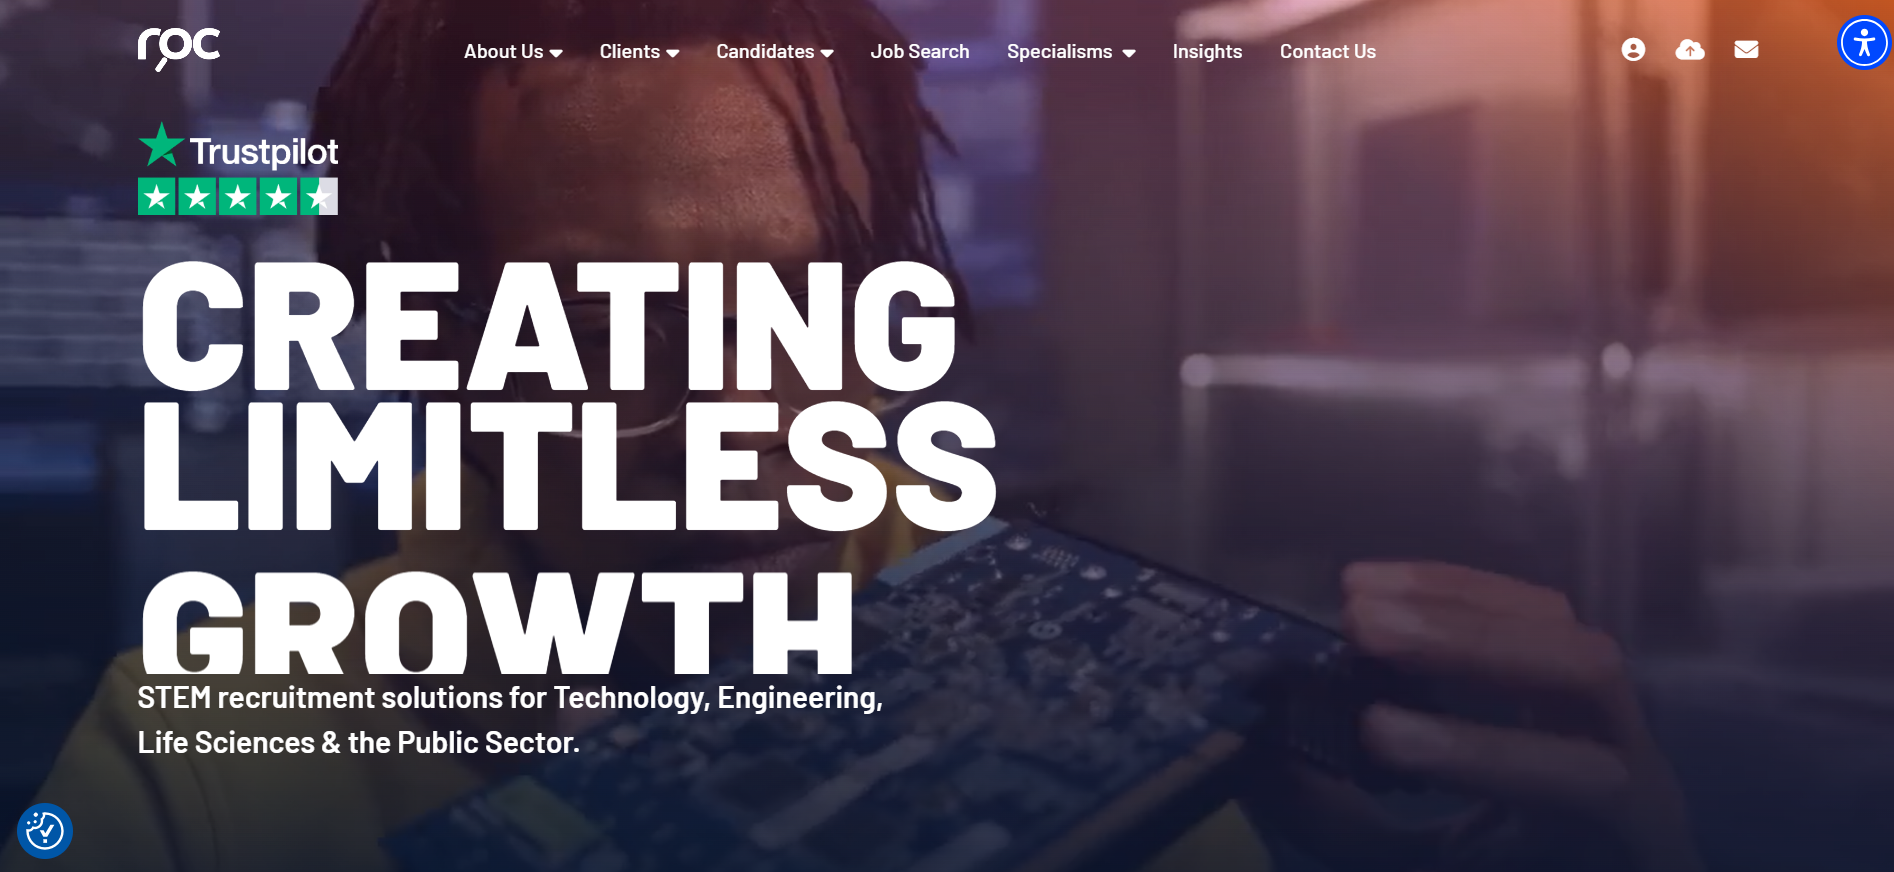 roc
About Us
Clients
Candidates
Job Search
Specialisms
Insights
Contact Us
Trustpilot
CREATING
LIMITLESS
GROWTH
STEM recruitment solutions for Technology, Engineering,
Life Sciences & the Public Sector.